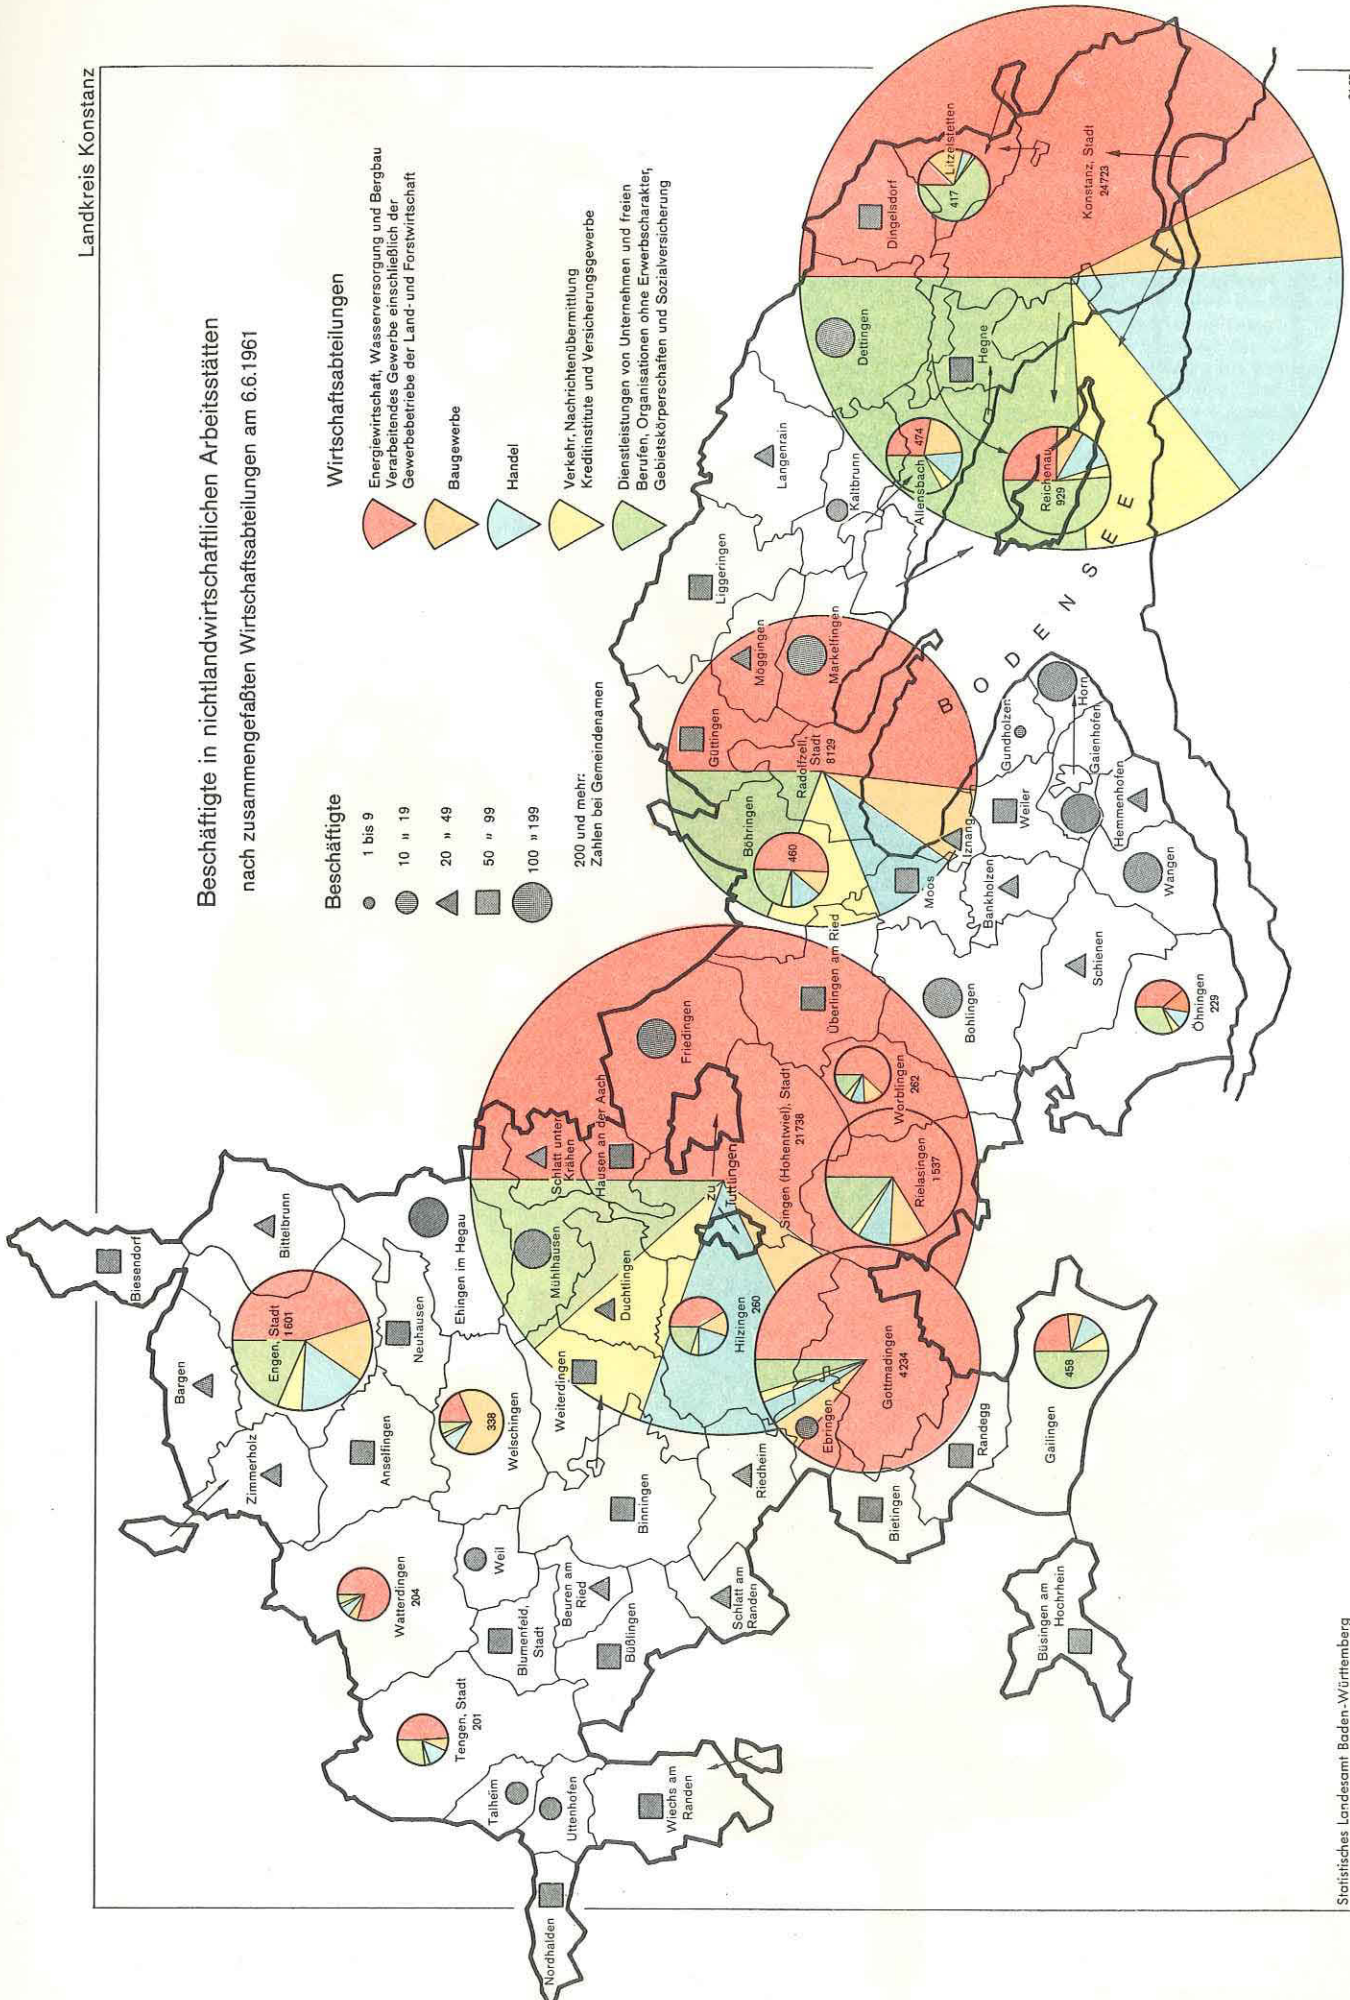 Landkreis Konstanz
Beschäftigte in nichtlandwirtschaftlichen Arbeitsstätten
nach zusammengefaßten Wirtschaftsabteilungen am 6.6.1961
Beschäftigte
1 bis 9
10 " 19
20 " 49
50 " 99
100 " 199
200 und mehr:
Zahlen bei Gemeindenamen
Wirtschaftsabteilungen
Energiewirtschaft, Wasserversorgung und Bergbau
Verarbeitendes Gewerbe einschließlich der
Gewerbebetriebe der Land- und Forstwirtschaft
Baugewerbe
Handel
Verkehr, Nachrichtenübermittlung
Kreditinstitute und Versicherungsgewerbe
Dienstleistungen von Unternehmen und freien
Berufen, Organisationen ohne Erwerbscharakter,
Gebietskörperschaften und Sozialversicherung
Biesendorf
Bittelbrunn
Bargen
Engen, Stadt
1601
Zimmerholz
Neuhausen
Ehingen im Hegau
Anselfingen
338
Welschingen
Watterdingen
204
Weil
Blumenfeld,
Stadt
Beuren am
Ried
Büßlingen
Tengen, Stadt
201
Talheim
Uttenhofen
Nordhalden
Wiechs am
Randen
Schlatt am
Randen
Binningen
Riedheim
Weiterdingen
Duchtlingen
Mühlhausen
Schlatt unter
Krähen
Hausen an der Aach
Friedingen
Hilzingen
260
zu
Tuttlingen
Singen (Hohentwiel), Stadt
21738
Überlingen am Ried
Worblingen
262
Rielasingen
1537
Gottmadingen
4234
Ebringen
Bietingen
Randegg
Gailingen
458
Büsingen am
Hochrhein
Böhringen
460
Radolfzell,
Stadt
8129
Güttingen
Möggingen
Markelfingen
Liggeringen
Langenrain
Kaltbrunn
Moos
Iznang
Bankholzen
Weiler
Gundholzen
Horn
Gaienhofen
Hemmenhofen
Wangen
Schienen
Bohlingen
Öhningen
229
BODENSEE
Dettingen
Dingelsdorf
Litzelstetten
417
Hegne
Allensbach
474
Reichenau
929
Konstanz, Stadt
24723
Statistisches Landesamt Baden-Württemberg